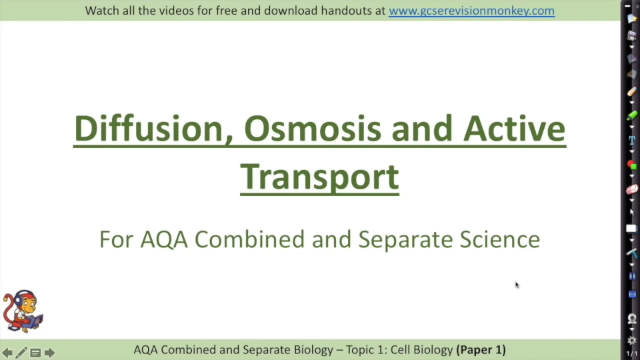 Watch all the videos for free and download handouts at www.gcserevisionmonkey.com
Diffusion, Osmosis and Active
Transport
For AQA Combined and Separate Science
AQA Combined and Separate Biology – Topic 1: Cell Biology (Paper 1)